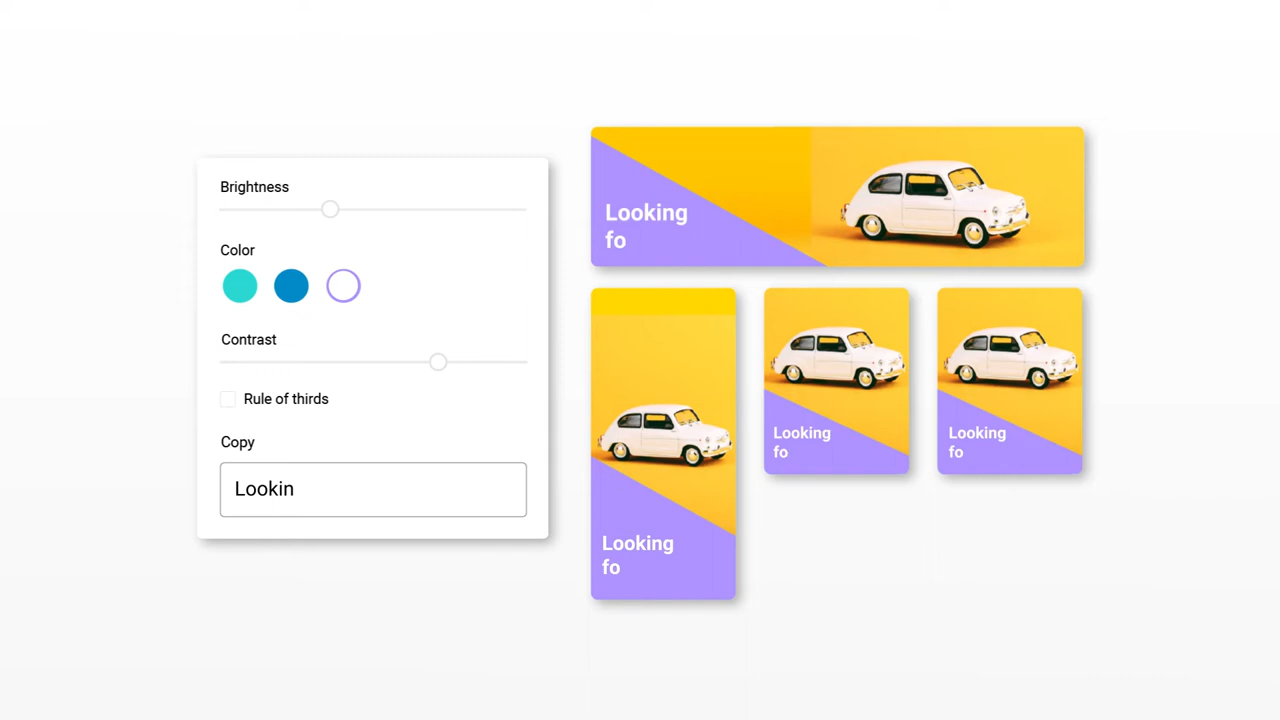 Brightness
Color
Contrast
Rule of thirds
Copy
Lookin
Looking
fo
Looking
fo
Looking
fo
Looking
fo